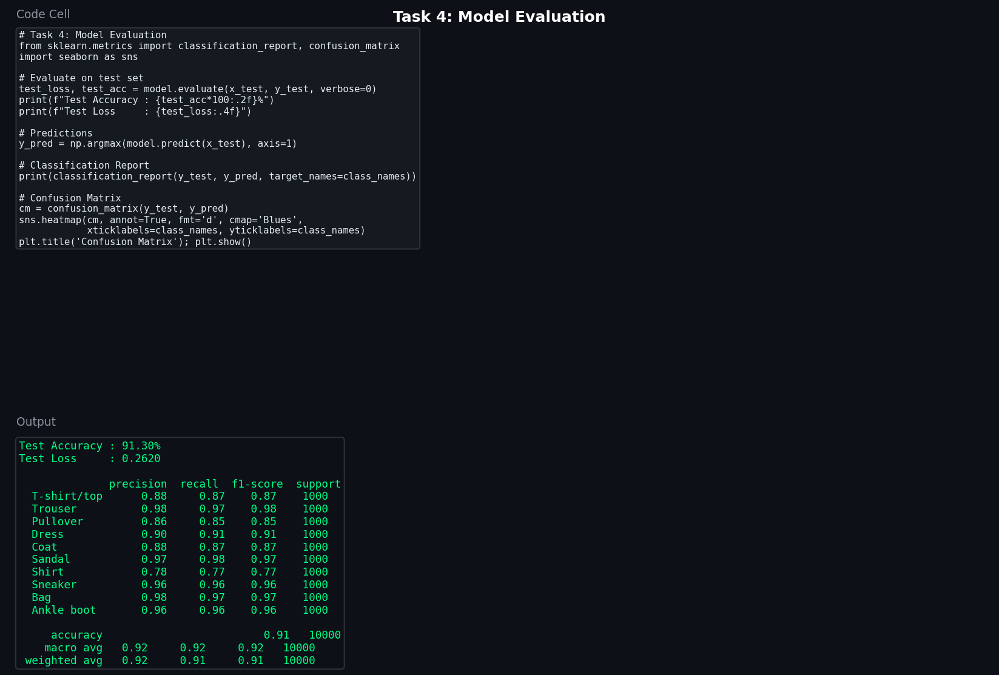 Task 4: Model Evaluation
Code Cell
# Task 4: Model Evaluation
from sklearn.metrics import classification_report, confusion_matrix
import seaborn as sns

# Evaluate on test set
test_loss, test_acc = model.evaluate(x_test, y_test, verbose=0)
print(f"Test Accuracy : {test_acc*100:.2f}%")
print(f"Test Loss     : {test_loss:.4f}")

# Predictions
y_pred = np.argmax(model.predict(x_test), axis=1)

# Classification Report
print(classification_report(y_test, y_pred, target_names=class_names))

# Confusion Matrix
cm = confusion_matrix(y_test, y_pred)
sns.heatmap(cm, annot=True, fmt='d', cmap='Blues',
            xticklabels=class_names, yticklabels=class_names)
plt.title('Confusion Matrix'); plt.show()
Output
Test Accuracy : 91.30%
Test Loss     : 0.2620

              precision  recall  f1-score  support
  T-shirt/top      0.88     0.87    0.87    1000
  Trouser          0.98     0.97    0.98    1000
  Pullover         0.86     0.85    0.85    1000
  Dress            0.90     0.91    0.91    1000
  Coat             0.88     0.87    0.87    1000
  Sandal           0.97     0.98    0.97    1000
  Shirt            0.78     0.77    0.77    1000
  Sneaker          0.96     0.96    0.96    1000
  Bag              0.98     0.97    0.97    1000
  Ankle boot       0.96     0.96    0.96    1000

     accuracy                         0.91   10000
    macro avg   0.92     0.92     0.92   10000
 weighted avg   0.92     0.91     0.91   10000